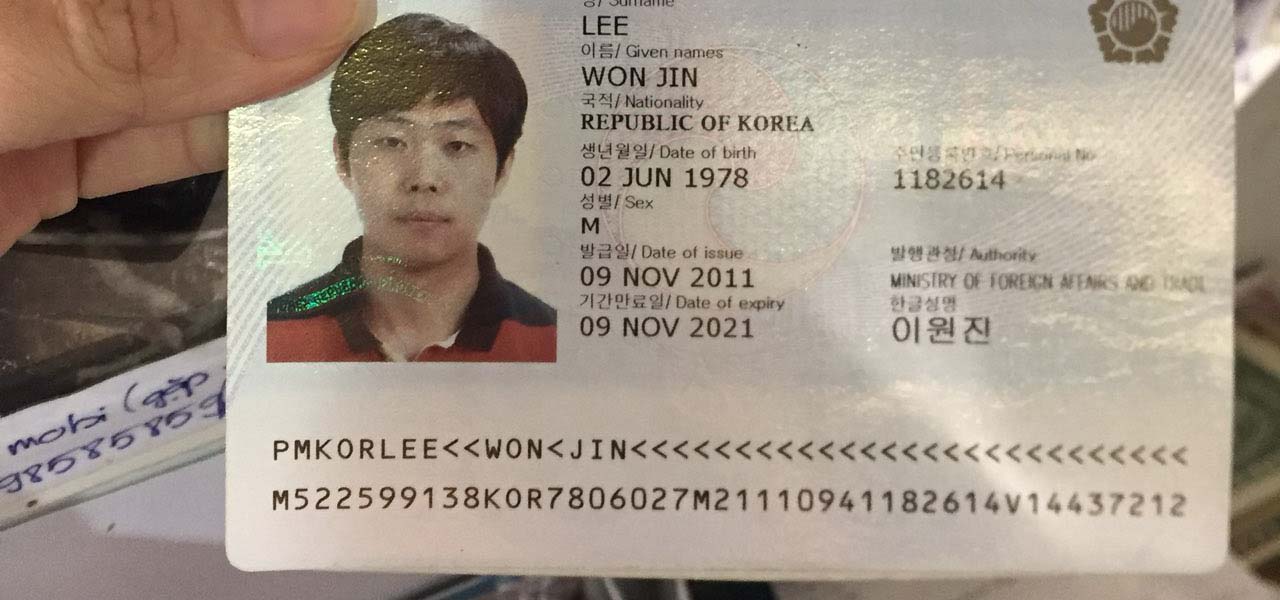 성/ Surname
LEE
이름/ Given names
WON JIN
국적/ Nationality
REPUBLIC OF KOREA
생년월일/ Date of birth
02 JUN 1978
주민등록번호/ Personal No
1182614
성별/ Sex
M
발급일/ Date of issue
09 NOV 2011
발행관청/ Authority
MINISTRY OF FOREIGN AFFAIRS AND TRADE
기간만료일/ Date of expiry
09 NOV 2021
한글성명
이원진
PMKORLEE<<WON<JIN<<<<<<<<<<<<<<<<<<<<<<<<<<<
M522599138KOR7806027M21110941182614V14437212
mobi (gặp
98585859